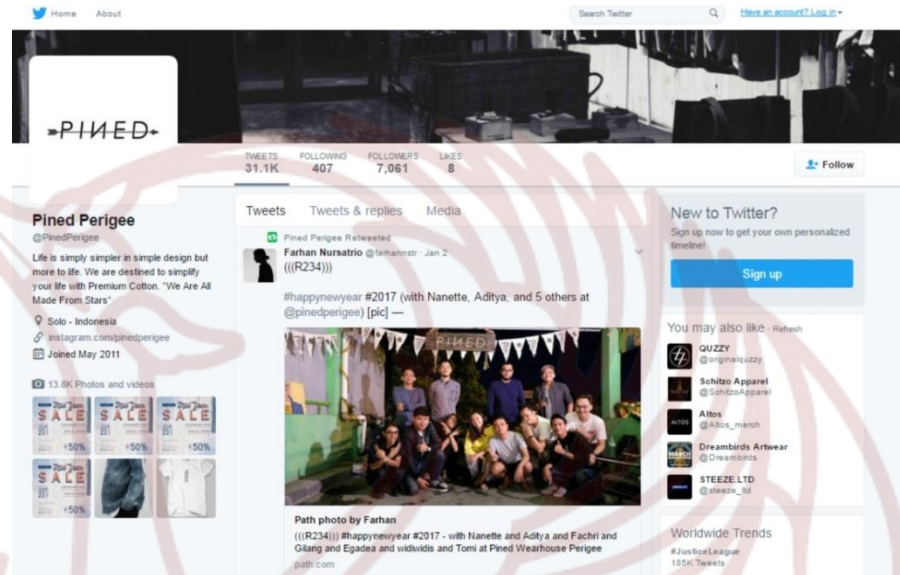 Home About
Search Twitter
Have an account? Log in
PINED
TWEETS FOLLOWING FOLLOWERS LIKES
31.1K 407 7,061 8
Follow
Pined Perigee
@PinedPerigee
Life is simply simpler in simple design but
more to life. We are destined to simplify
your life with Premium Cotton. "We Are All
Made From Stars"
Solo - Indonesia
instagram.com/pinedperigee
Joined May 2011
13.8K Photos and videos
SALE SALE SALE
+50% +50% +50%
SALE
+50%
Tweets Tweets & replies Media
Pined Perigee Retweeted
Farhan Nursatrio @farhannstr · Jan 2
(((R234)))
#happynewyear #2017 (with Nanette, Aditya, and 5 others at
@pinedperigee) [pic] —
PINED
Path photo by Farhan
(((R234))) #happynewyear #2017 - with Nanette and Aditya and Fachri and
Gilang and Egadea and widiwidis and Tomi at Pined Wearhouse Perigee
path.com
New to Twitter?
Sign up now to get your own personalized
timeline!
Sign up
You may also like · Refresh
QUZZY
@originalquzzy
Schitzo Apparel
@SchitzoApparel
ALTOS
Altos
@Altos_merch
MARCH
Dreambirds Artwear
@Dreambirds
STEEZE.LTD
@steeze_ltd
Worldwide Trends
#JusticeLeague
185K Tweets